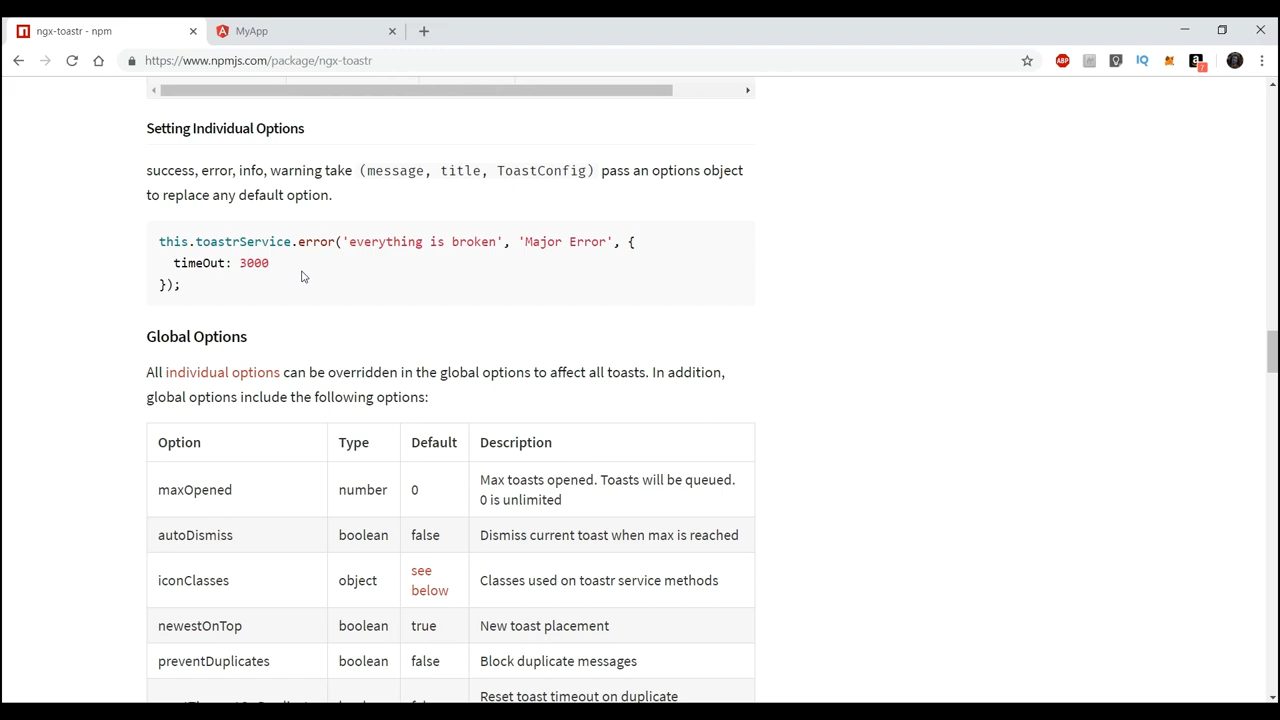 ngx-toastr - npm
MyApp
https://www.npmjs.com/package/ngx-toastr
ABP
IQ
a
7
Setting Individual Options
success, error, info, warning take (message, title, ToastConfig) pass an options object
to replace any default option.
this.toastrService.error('everything is broken', 'Major Error', {
timeOut: 3000
});
Global Options
All individual options can be overridden in the global options to affect all toasts. In addition,
global options include the following options:
Option Type Default Description
maxOpened number 0 Max toasts opened. Toasts will be queued.
0 is unlimited
autoDismiss boolean false Dismiss current toast when max is reached
iconClasses object see below Classes used on toastr service methods
newestOnTop boolean true New toast placement
preventDuplicates boolean false Block duplicate messages
Reset toast timeout on duplicate